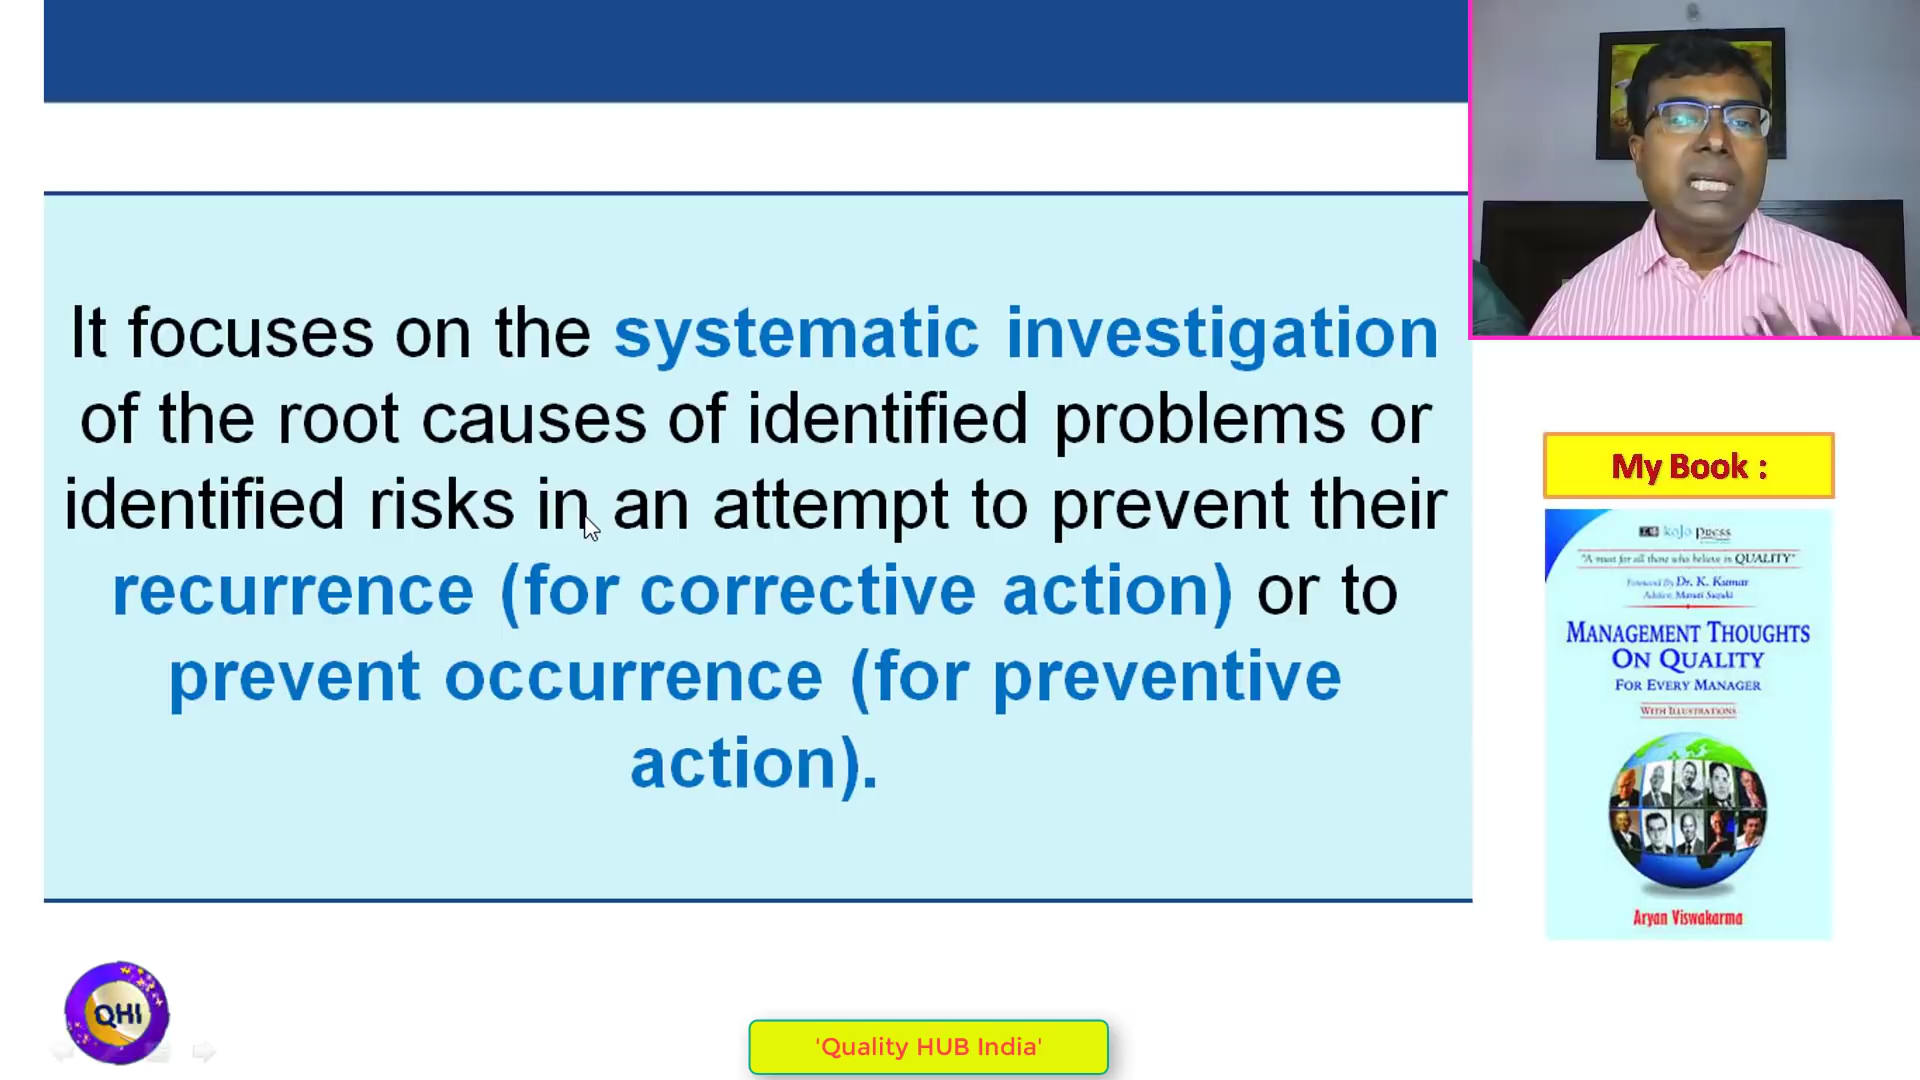 It focuses on the systematic investigation
of the root causes of identified problems or
identified risks in an attempt to prevent their
recurrence (for corrective action) or to
prevent occurrence (for preventive
action).
My Book :
kojo press
"A must for all those who believe in QUALITY"
Foreword By Dr. K. Kumar
Advisor, Maruti Suzuki
MANAGEMENT THOUGHTS
ON QUALITY
FOR EVERY MANAGER
WITH ILLUSTRATIONS
Aryan Viswakarma
QHI
'Quality HUB India'